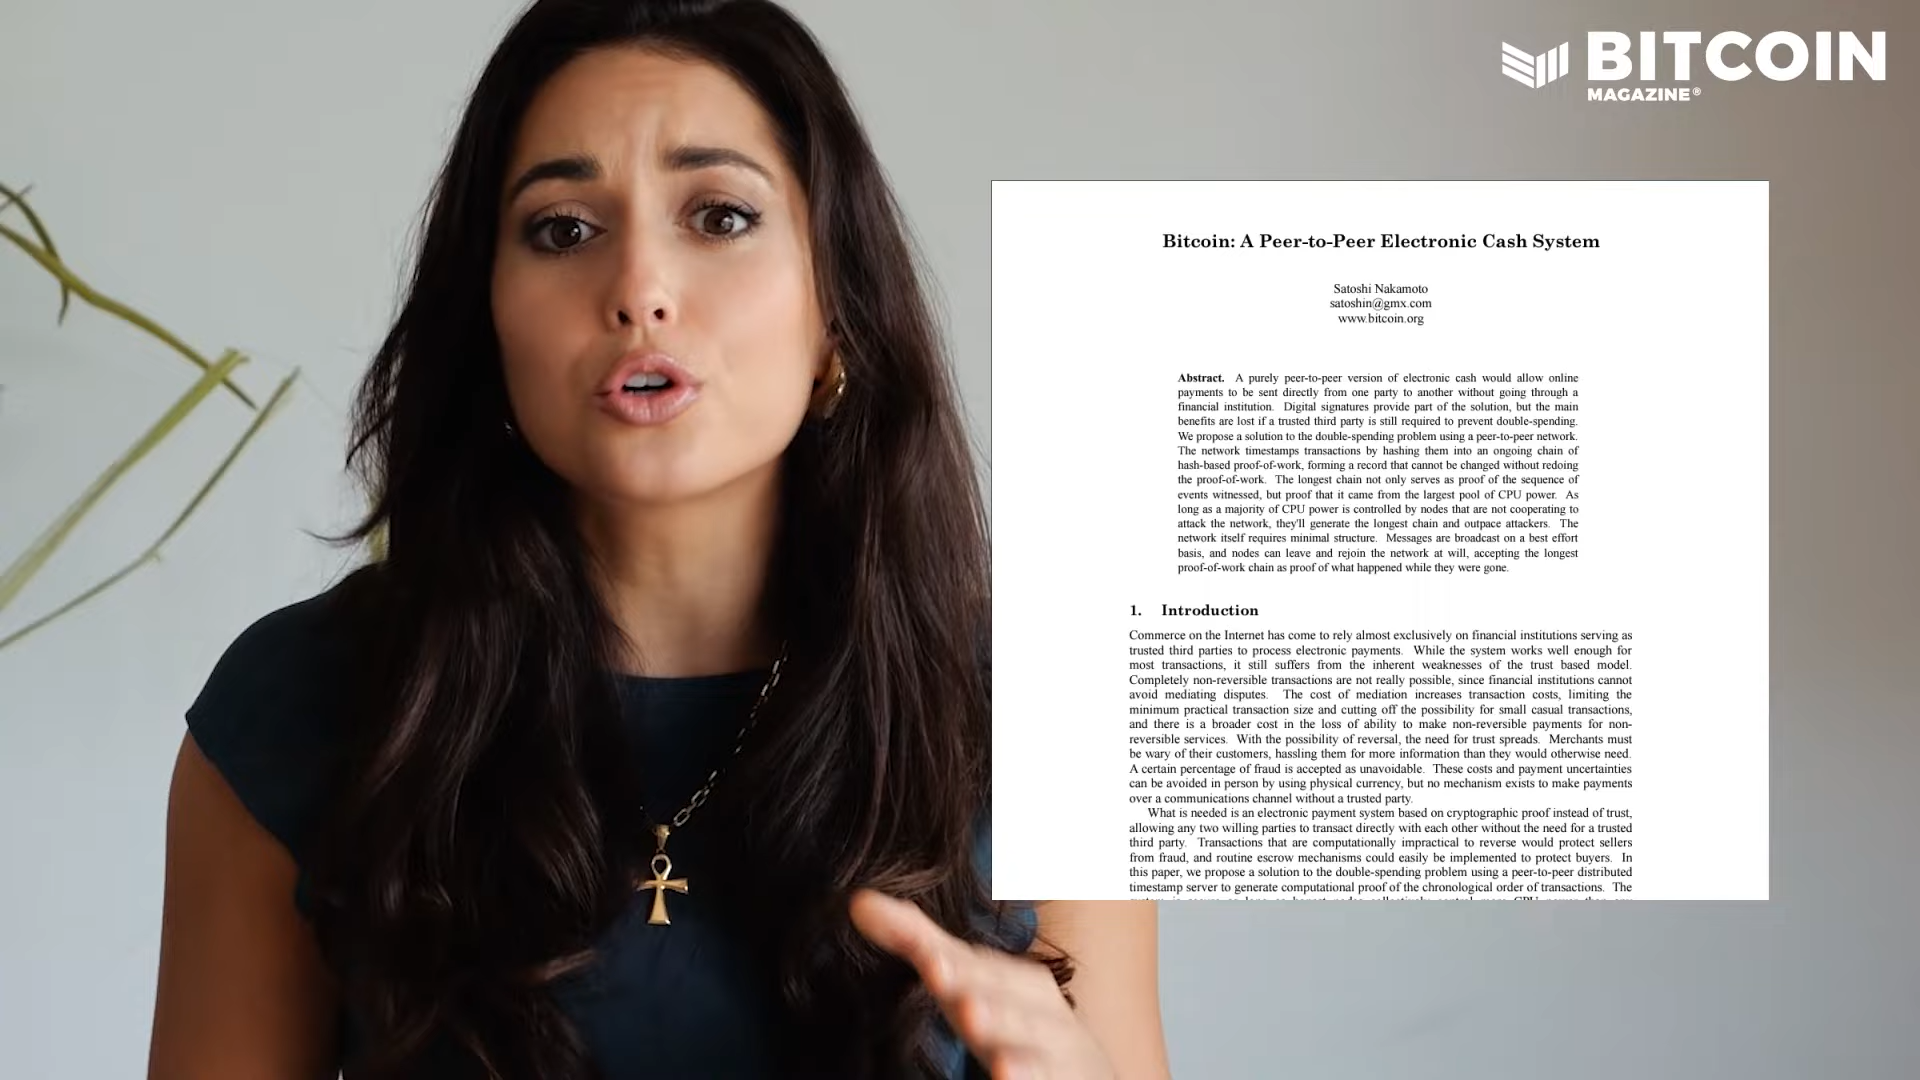 BITCOIN
MAGAZINE®
Bitcoin: A Peer-to-Peer Electronic Cash System
Satoshi Nakamoto
satoshin@gmx.com
www.bitcoin.org
Abstract. A purely peer-to-peer version of electronic cash would allow online
payments to be sent directly from one party to another without going through a
financial institution. Digital signatures provide part of the solution, but the main
benefits are lost if a trusted third party is still required to prevent double-spending.
We propose a solution to the double-spending problem using a peer-to-peer network.
The network timestamps transactions by hashing them into an ongoing chain of
hash-based proof-of-work, forming a record that cannot be changed without redoing
the proof-of-work. The longest chain not only serves as proof of the sequence of
events witnessed, but proof that it came from the largest pool of CPU power. As
long as a majority of CPU power is controlled by nodes that are not cooperating to
attack the network, they'll generate the longest chain and outpace attackers. The
network itself requires minimal structure. Messages are broadcast on a best effort
basis, and nodes can leave and rejoin the network at will, accepting the longest
proof-of-work chain as proof of what happened while they were gone.
1. Introduction
Commerce on the Internet has come to rely almost exclusively on financial institutions serving as
trusted third parties to process electronic payments. While the system works well enough for
most transactions, it still suffers from the inherent weaknesses of the trust based model.
Completely non-reversible transactions are not really possible, since financial institutions cannot
avoid mediating disputes. The cost of mediation increases transaction costs, limiting the
minimum practical transaction size and cutting off the possibility for small casual transactions,
and there is a broader cost in the loss of ability to make non-reversible payments for non-
reversible services. With the possibility of reversal, the need for trust spreads. Merchants must
be wary of their customers, hassling them for more information than they would otherwise need.
A certain percentage of fraud is accepted as unavoidable. These costs and payment uncertainties
can be avoided in person by using physical currency, but no mechanism exists to make payments
over a communications channel without a trusted party.
What is needed is an electronic payment system based on cryptographic proof instead of trust,
allowing any two willing parties to transact directly with each other without the need for a trusted
third party. Transactions that are computationally impractical to reverse would protect sellers
from fraud, and routine escrow mechanisms could easily be implemented to protect buyers. In
this paper, we propose a solution to the double-spending problem using a peer-to-peer distributed
timestamp server to generate computational proof of the chronological order of transactions. The